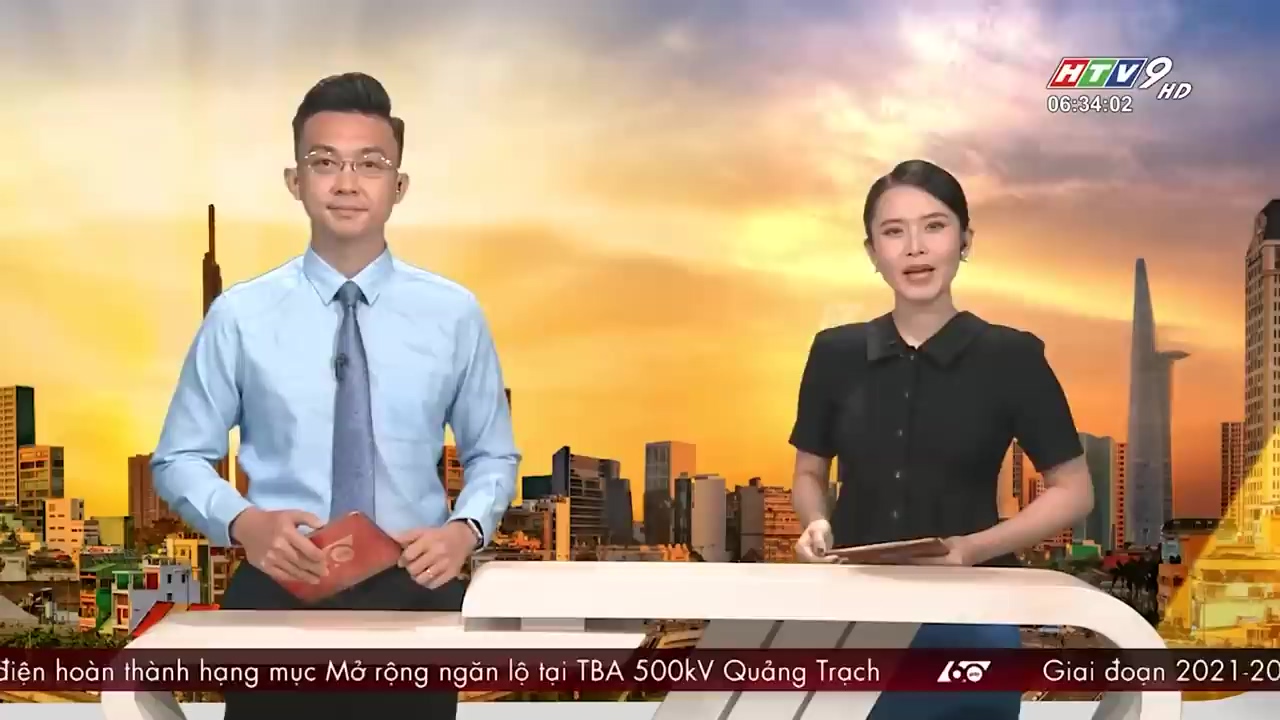 HTV9 HD
06:34:02
điện hoàn thành hạng mục Mở rộng ngăn lộ tại TBA 500kV Quảng Trạch 60 Giai đoạn 2021-20